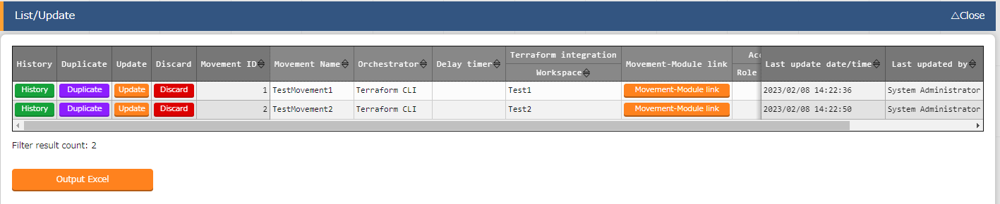 List/Update △Close
Terraform integration Acc
History Duplicate Update Discard Movement ID Movement Name Orchestrator Delay timer Movement-Module link Last update date/time Last updated by
Workspace Role
History Duplicate Update Discard 1 TestMovement1 Terraform CLI Test1 Movement-Module link 2023/02/08 14:22:36 System Administrator
History Duplicate Update Discard 2 TestMovement2 Terraform CLI Test2 Movement-Module link 2023/02/08 14:22:50 System Administrator
Filter result count: 2
Output Excel